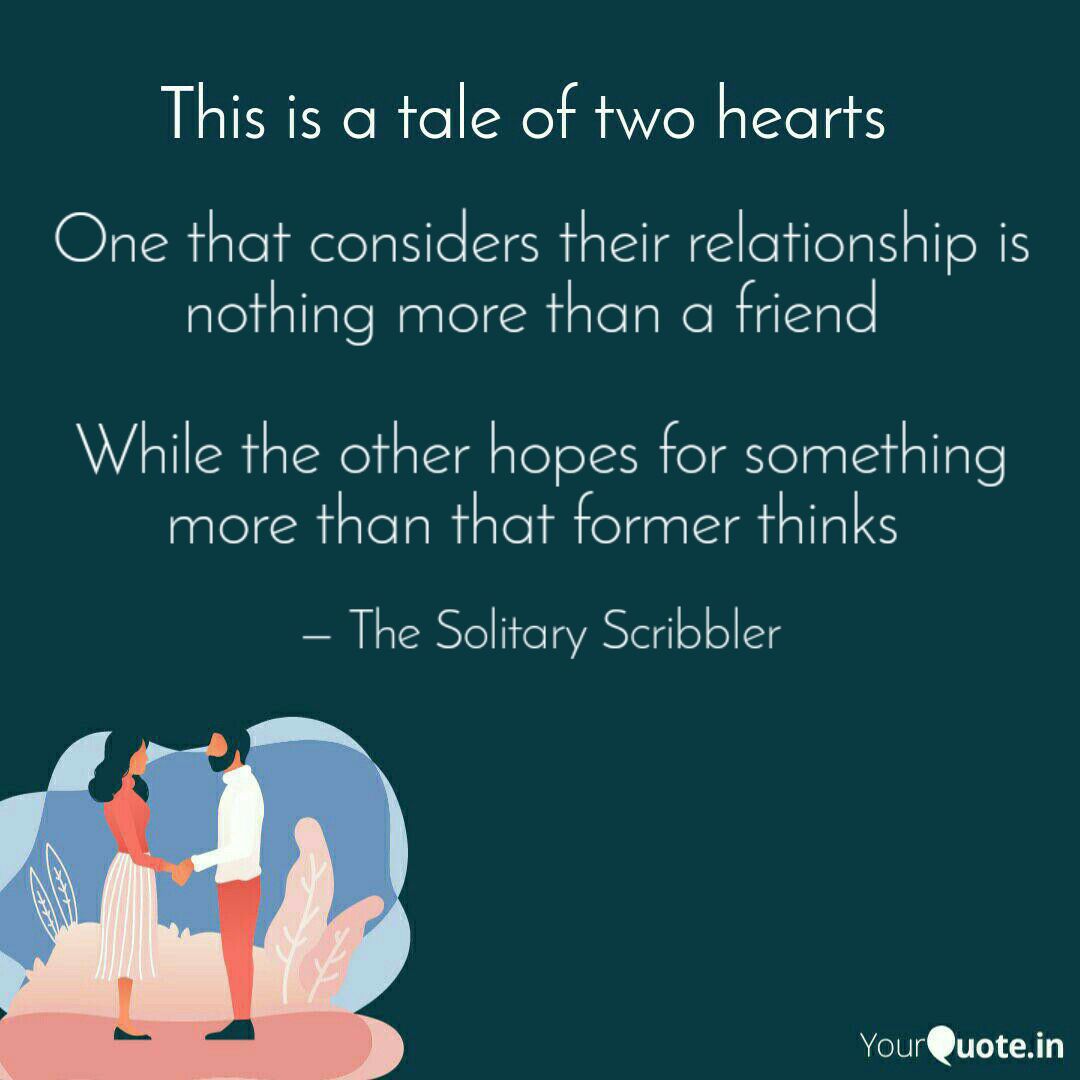 This is a tale of two hearts
One that considers their relationship is
nothing more than a friend
While the other hopes for something
more than that former thinks
– The Solitary Scribbler
YourQuote.in